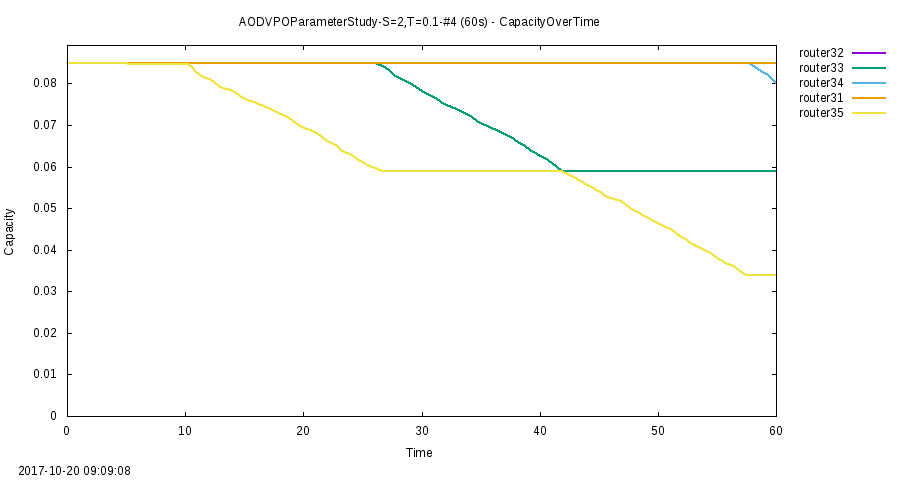 AODVPOParameterStudy-S=2,T=0.1-#4 (60s) - CapacityOverTime
router32
router33
router34
router31
router35
0.08
0.07
0.06
0.05
0.04
0.03
0.02
0.01
0
Capacity
0 10 20 30 40 50 60
Time
2017-10-20 09:09:08